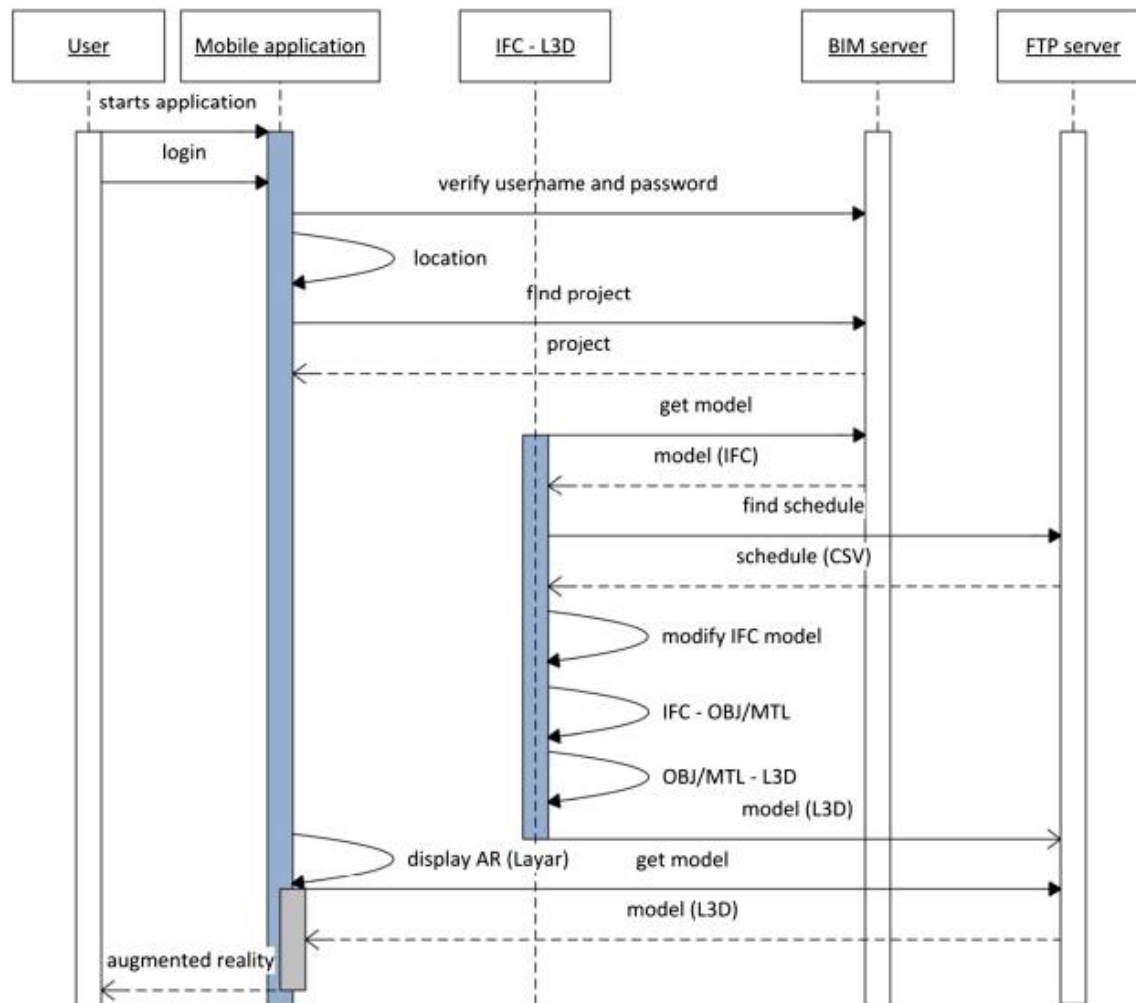 User
Mobile application
IFC - L3D
BIM server
FTP server
starts application
login
verify username and password
location
find project
project
get model
model (IFC)
find schedule
schedule (CSV)
modify IFC model
IFC - OBJ/MTL
OBJ/MTL - L3D
model (L3D)
display AR (Layar)
get model
model (L3D)
augmented reality